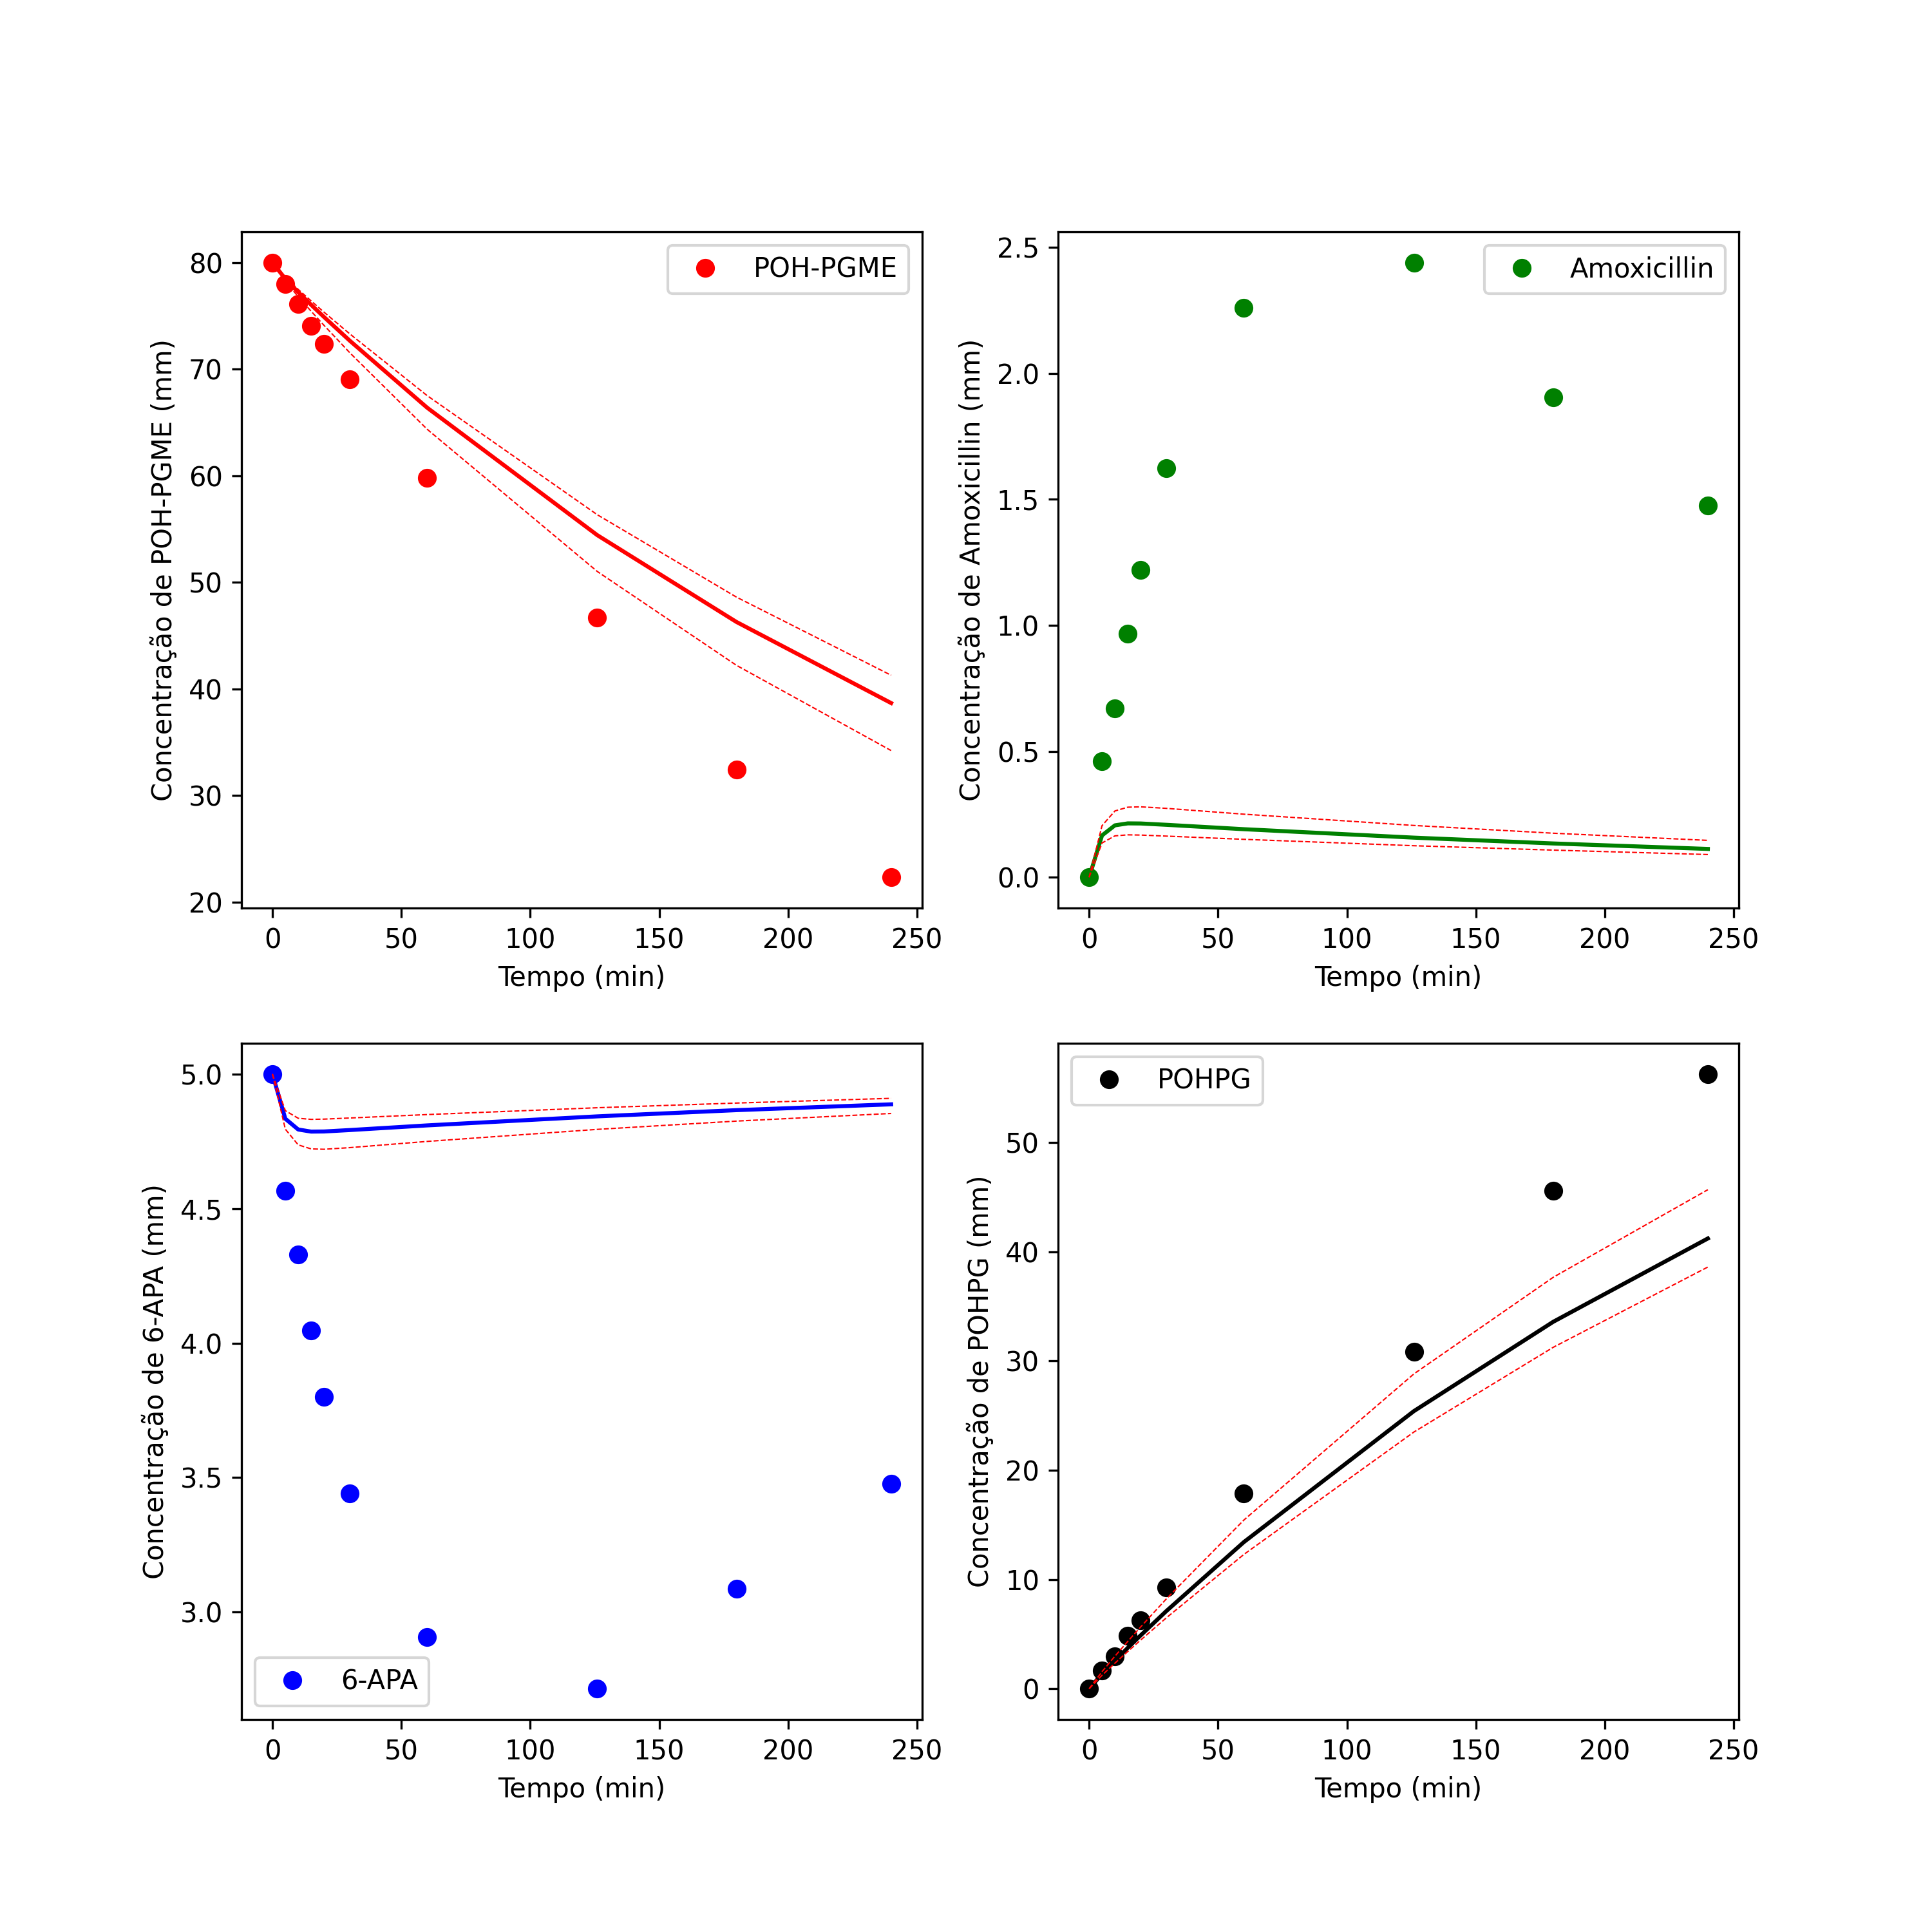 POH-PGME
Concentração de POH-PGME (mm)
80
70
60
50
40
30
20
0 50 100 150 200 250
Tempo (min)
Amoxicillin
Concentração de Amoxicillin (mm)
2.5
2.0
1.5
1.0
0.5
0.0
0 50 100 150 200 250
Tempo (min)
6-APA
Concentração de 6-APA (mm)
5.0
4.5
4.0
3.5
3.0
0 50 100 150 200 250
Tempo (min)
POHPG
Concentração de POHPG (mm)
50
40
30
20
10
0
0 50 100 150 200 250
Tempo (min)